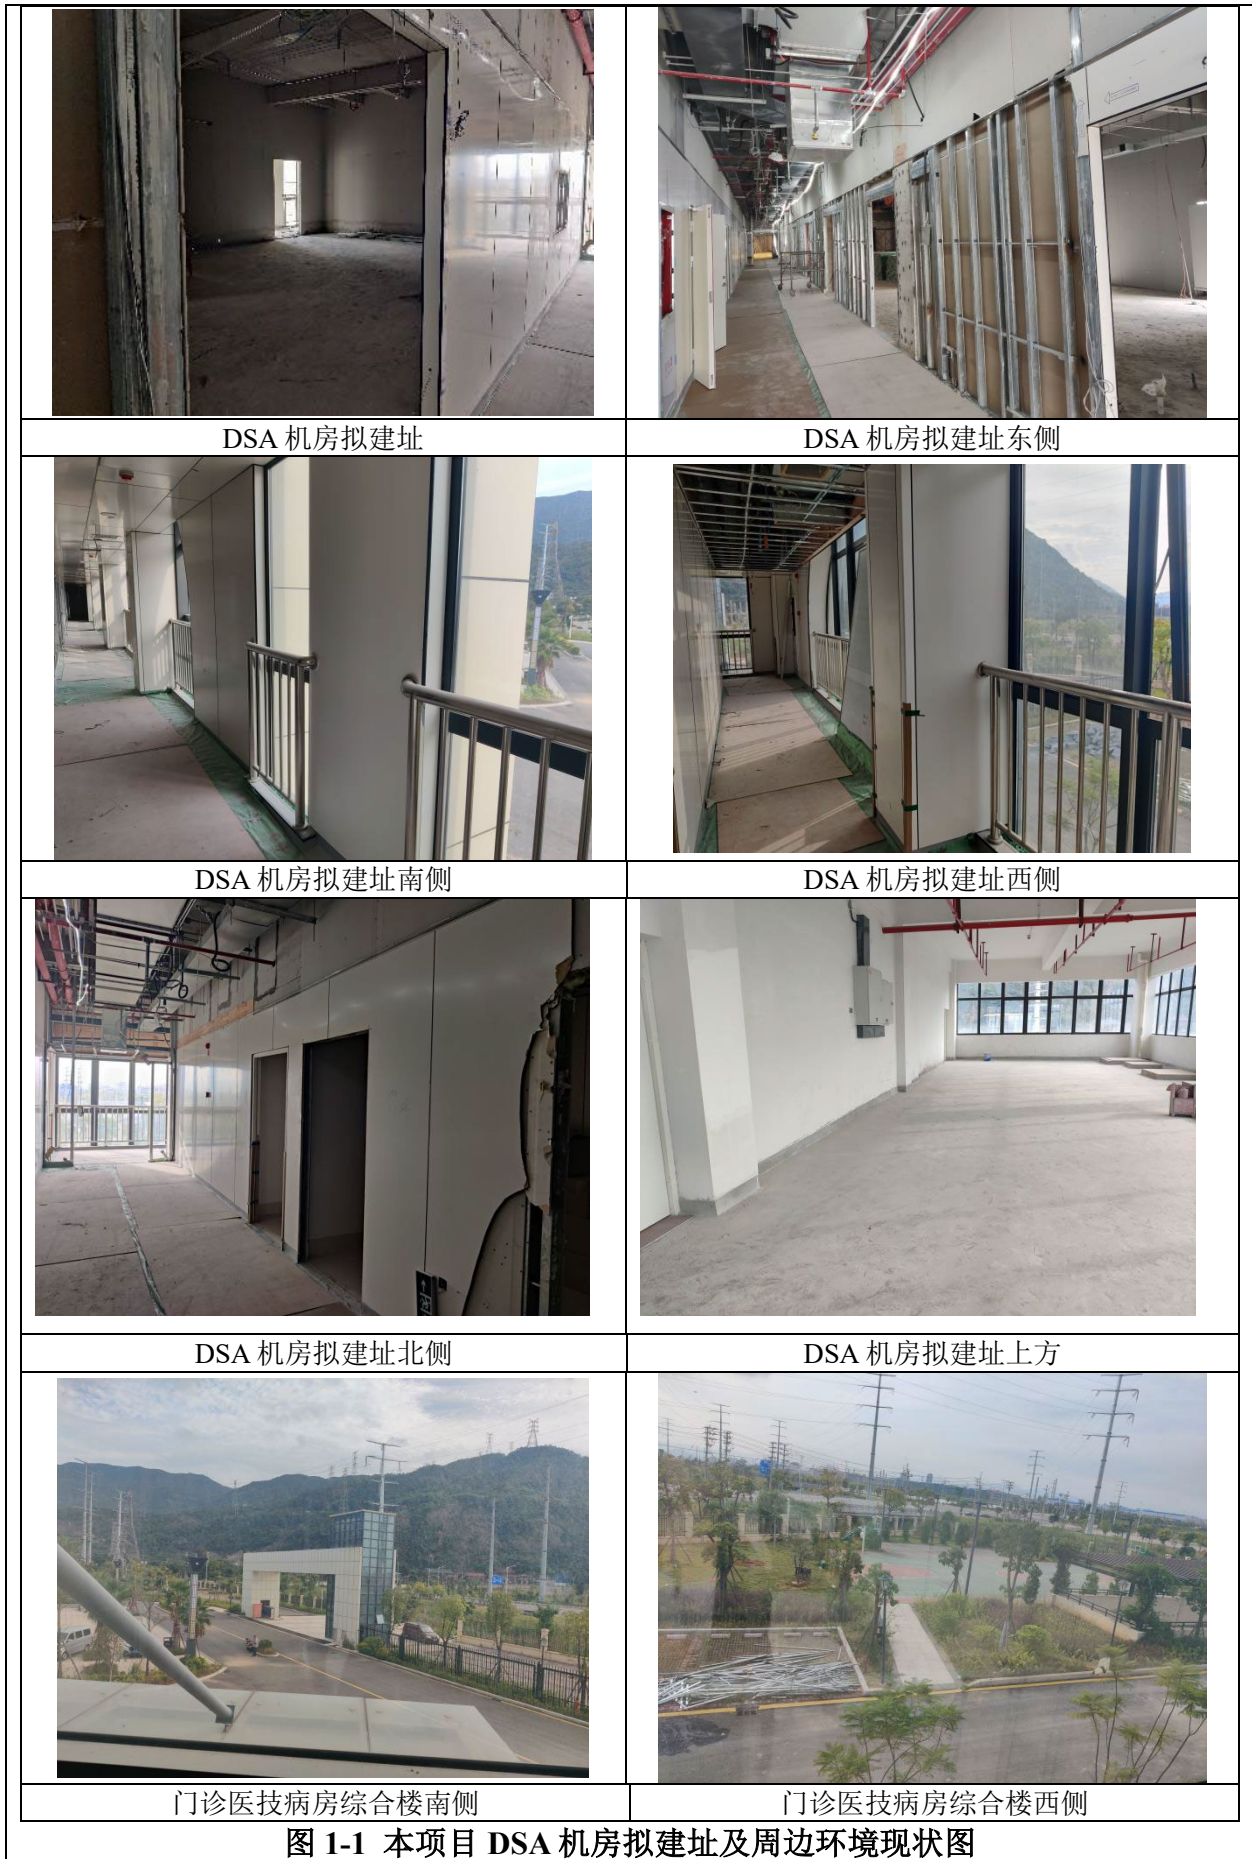 DSA 机房拟建址
DSA 机房拟建址东侧
DSA 机房拟建址南侧
DSA 机房拟建址西侧
DSA 机房拟建址北侧
DSA 机房拟建址上方
门诊医技病房综合楼南侧
门诊医技病房综合楼西侧
图 1-1 本项目 DSA 机房拟建址及周边环境现状图